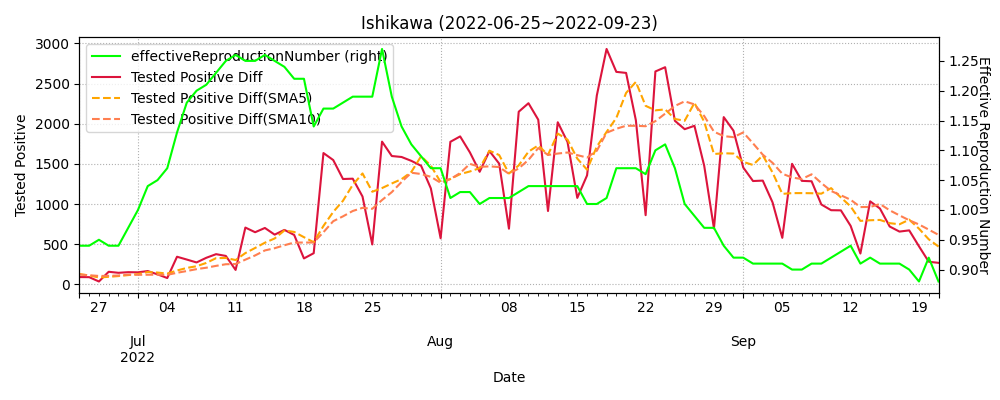 Ishikawa (2022-06-25~2022-09-23)
effectiveReproductionNumber (right)
Tested Positive Diff
Tested Positive Diff(SMA5)
Tested Positive Diff(SMA10)
Tested Positive
3000
2500
2000
1500
1000
500
0
Effective Reproduction Number
1.25
1.20
1.15
1.10
1.05
1.00
0.95
0.90
27 04 11 18 25 08 15 22 29 05 12 19
Jul Aug Sep
2022
Date